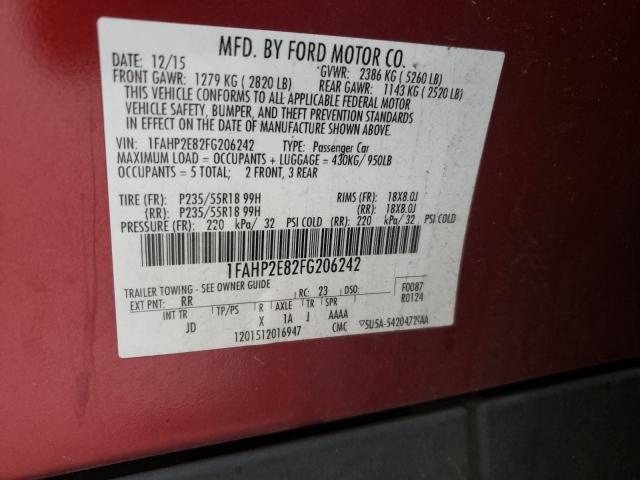 MFD. BY FORD MOTOR CO.
DATE: 12/15 GVWR: 2386 KG ( 5260 LB)
FRONT GAWR: 1279 KG ( 2820 LB) REAR GAWR: 1143 KG ( 2520 LB)
THIS VEHICLE CONFORMS TO ALL APPLICABLE FEDERAL MOTOR
VEHICLE SAFETY, BUMPER, AND THEFT PREVENTION STANDARDS
IN EFFECT ON THE DATE OF MANUFACTURE SHOWN ABOVE.
VIN: 1FAHP2E82FG206242 TYPE: Passenger Car
MAXIMUM LOAD = OCCUPANTS + LUGGAGE = 430KG/950LB
OCCUPANTS = 5 TOTAL; 2 FRONT, 3 REAR
TIRE (FR): P235/55R18 99H RIMS (FR): 18X8.0J
(RR): P235/55R18 99H (RR): 18X8.0J
PRESSURE (FR): 220 kPa/ 32 PSI COLD (RR): 220 kPa/ 32 PSI COLD
1FAHP2E82FG206242
TRAILER TOWING - SEE OWNER GUIDE F0087
EXT PNT: RR RC: 23 DSO: R0124
INT TR TP/PS R AXLE TR SPR
JD X 1A J AAAA
1201512016947 CMC